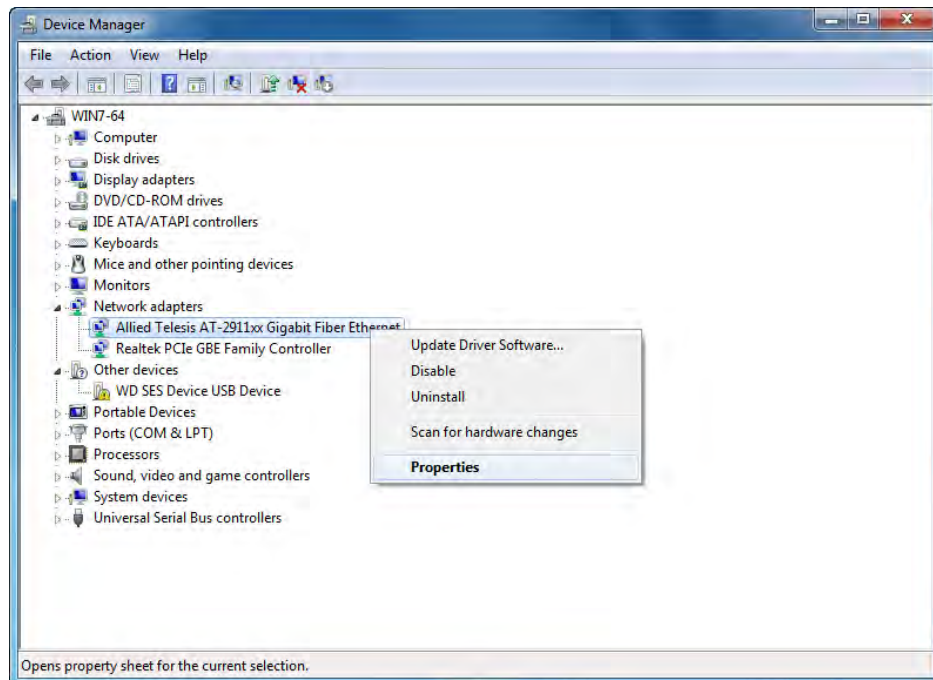 Device Manager
File Action View Help
WIN7-64
Computer
Disk drives
Display adapters
DVD/CD-ROM drives
IDE ATA/ATAPI controllers
Keyboards
Mice and other pointing devices
Monitors
Network adapters
Allied Telesis AT-2911xx Gigabit Fiber Ethernet
Realtek PCIe GBE Family Controller
Other devices
WD SES Device USB Device
Portable Devices
Ports (COM & LPT)
Processors
Sound, video and game controllers
System devices
Universal Serial Bus controllers
Update Driver Software...
Disable
Uninstall
Scan for hardware changes
Properties
Opens property sheet for the current selection.